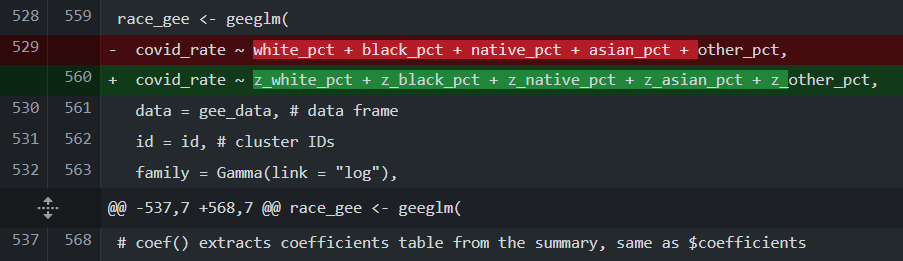 528 559 race_gee <- geeglm(
529 - covid_rate ~ white_pct + black_pct + native_pct + asian_pct + other_pct,
560 + covid_rate ~ z_white_pct + z_black_pct + z_native_pct + z_asian_pct + z_other_pct,
530 561 data = gee_data, # data frame
531 562 id = id, # cluster IDs
532 563 family = Gamma(link = "log"),
@@ -537,7 +568,7 @@ race_gee <- geeglm(
537 568 # coef() extracts coefficients table from the summary, same as $coefficients